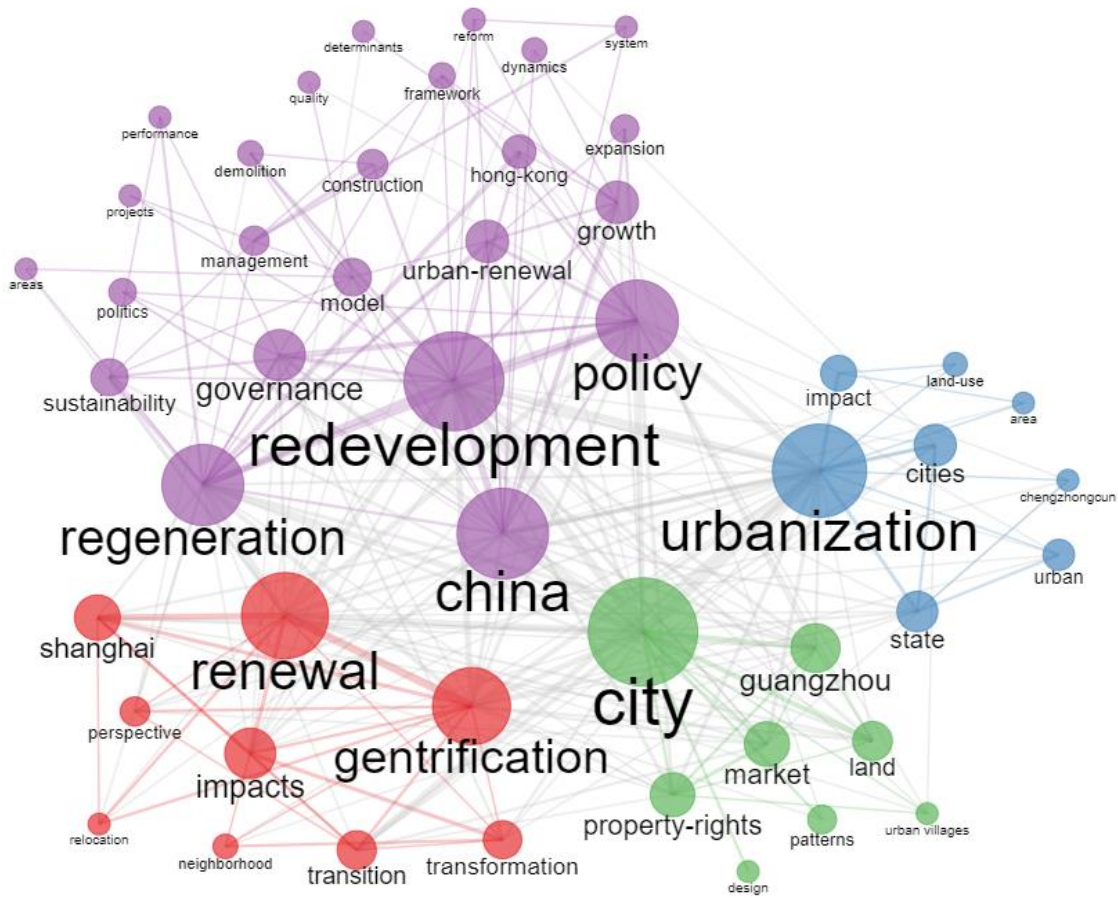 reform
system
determinants
dynamics
framework
quality
performance
expansion
demolition
construction
hong-kong
projects
growth
management
urban-renewal
areas
politics
model
policy
land-use
impact
governance
sustainability
area
redevelopment
cities
chengzhongcun
urbanization
regeneration
urban
china
state
shanghai
renewal
guangzhou
city
perspective
gentrification
land
market
impacts
property-rights
urban villages
relocation
patterns
neighborhood
transformation
transition
design